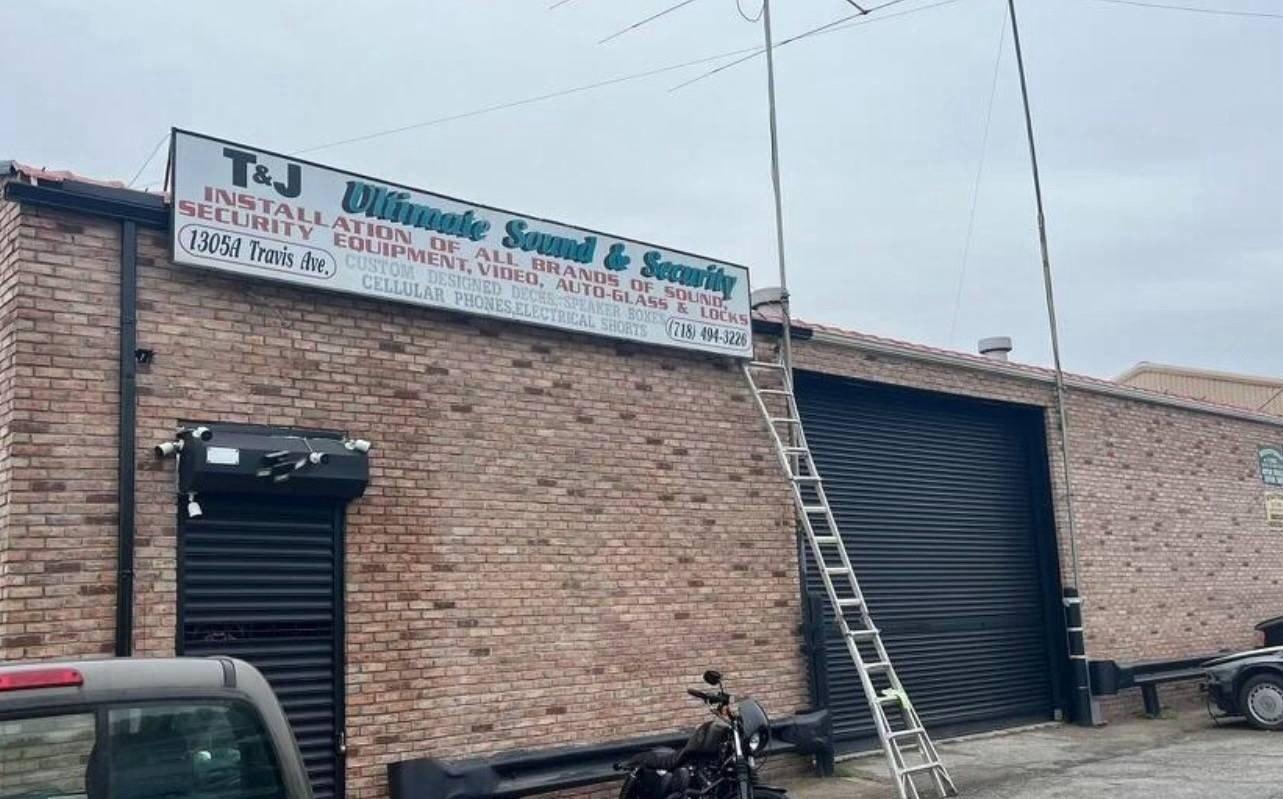 T&J Ultimate Sound & Security
INSTALLATION OF ALL BRANDS OF SOUND,
SECURITY EQUIPMENT, VIDEO, AUTO-GLASS & LOCKS
1305A Travis Ave.
CUSTOM DESIGNED DECKS::SPEAKER BOXES
CELLULAR PHONES,ELECTRICAL SHORTS
(718) 494-3226